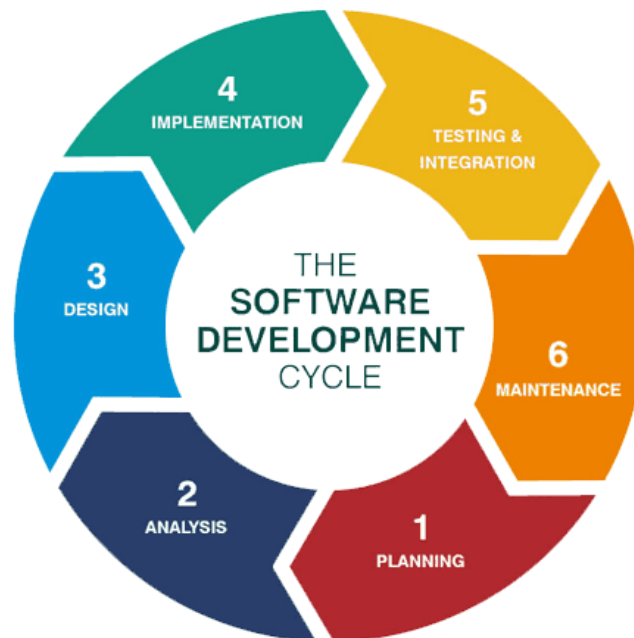 THE
SOFTWARE
DEVELOPMENT
CYCLE
1
PLANNING
2
ANALYSIS
3
DESIGN
4
IMPLEMENTATION
5
TESTING &
INTEGRATION
6
MAINTENANCE